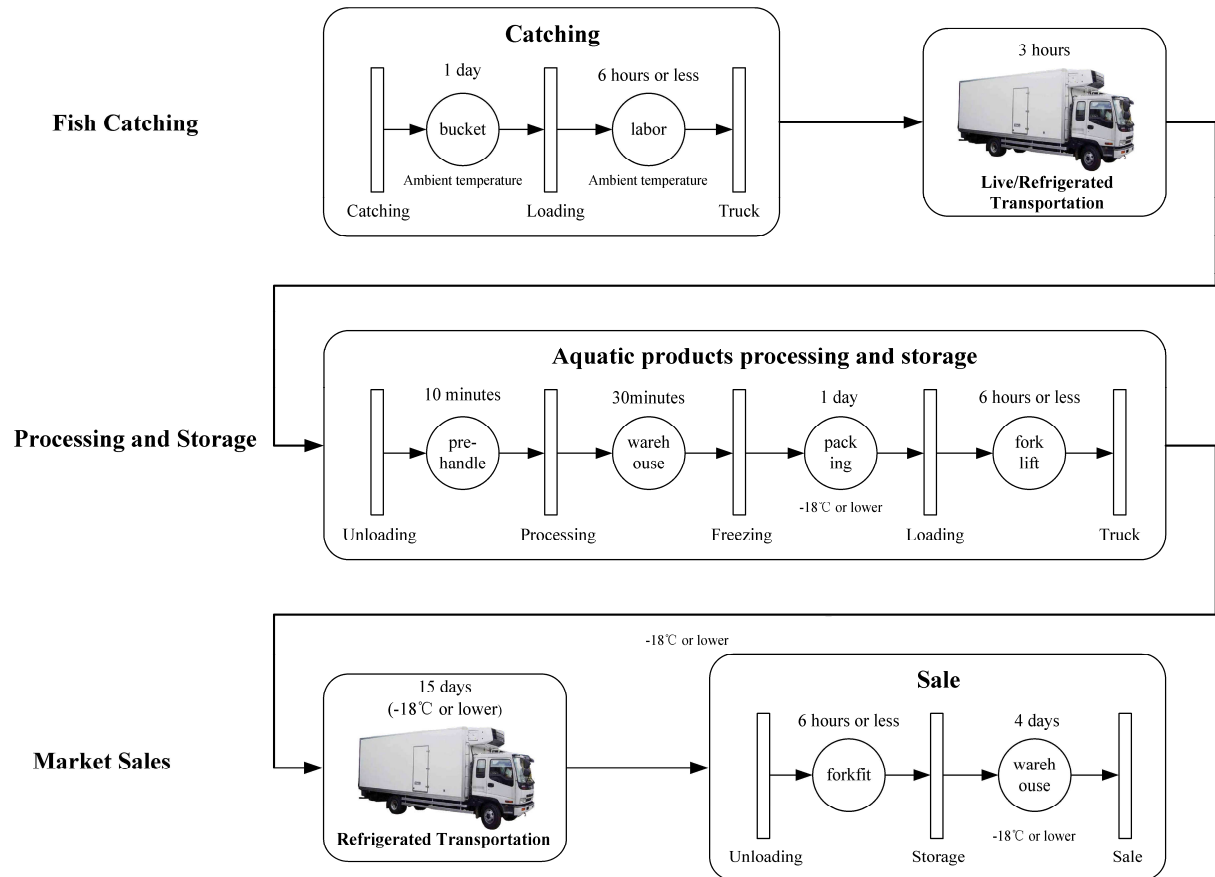 Catching
1 day
6 hours or less
bucket
labor
Ambient temperature
Ambient temperature
Catching
Loading
Truck
Fish Catching
3 hours
Live/Refrigerated
Transportation
Processing and Storage
Aquatic products processing and storage
10 minutes
30minutes
1 day
6 hours or less
pre-
handle
wareh
ouse
pack
ing
fork
lift
-18℃ or lower
Unloading
Processing
Freezing
Loading
Truck
Market Sales
15 days
(-18℃ or lower)
Refrigerated Transportation
-18℃ or lower
Sale
6 hours or less
4 days
forkfit
wareh
ouse
-18℃ or lower
Unloading
Storage
Sale